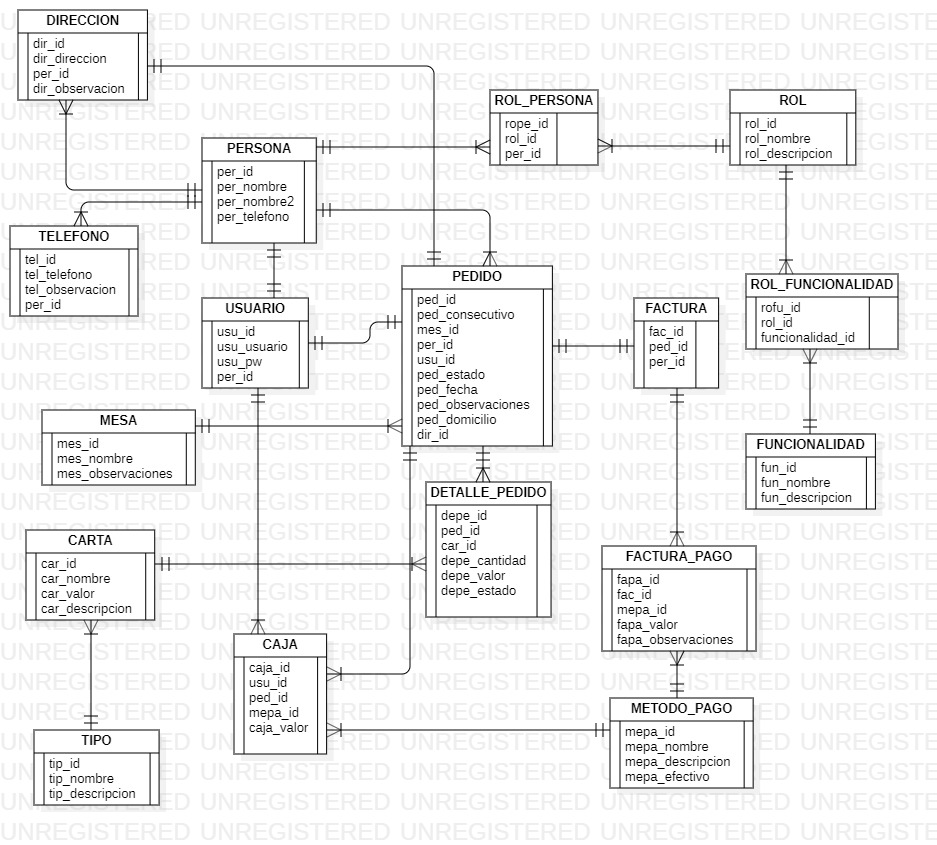 DIRECCION
dir_id
dir_direccion
per_id
dir_observacion
ROL_PERSONA
rope_id
rol_id
per_id
ROL
rol_id
rol_nombre
rol_descripcion
PERSONA
per_id
per_nombre
per_nombre2
per_telefono
TELEFONO
tel_id
tel_telefono
tel_observacion
per_id
PEDIDO
ped_id
ped_consecutivo
mes_id
per_id
usu_id
ped_estado
ped_fecha
ped_observaciones
ped_domicilio
dir_id
USUARIO
usu_id
usu_usuario
usu_pw
per_id
FACTURA
fac_id
ped_id
per_id
ROL_FUNCIONALIDAD
rofu_id
rol_id
funcionalidad_id
MESA
mes_id
mes_nombre
mes_observaciones
FUNCIONALIDAD
fun_id
fun_nombre
fun_descripcion
DETALLE_PEDIDO
depe_id
ped_id
car_id
depe_cantidad
depe_valor
depe_estado
CARTA
car_id
car_nombre
car_valor
car_descripcion
FACTURA_PAGO
fapa_id
fac_id
mepa_id
fapa_valor
fapa_observaciones
CAJA
caja_id
usu_id
ped_id
mepa_id
caja_valor
METODO_PAGO
mepa_id
mepa_nombre
mepa_descripcion
mepa_efectivo
TIPO
tip_id
tip_nombre
tip_descripcion
UNREGISTERED